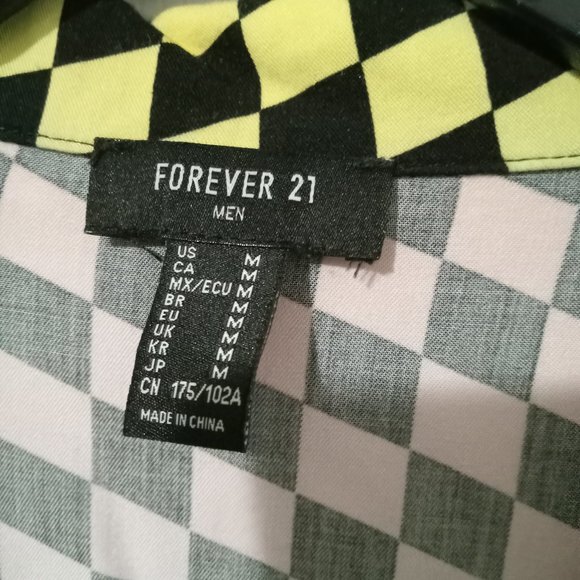 FOREVER 21
MEN
US M
CA M
MX/ECU M
BR M
EU M
UK M
KR M
JP M
CN 175/102A
MADE IN CHINA